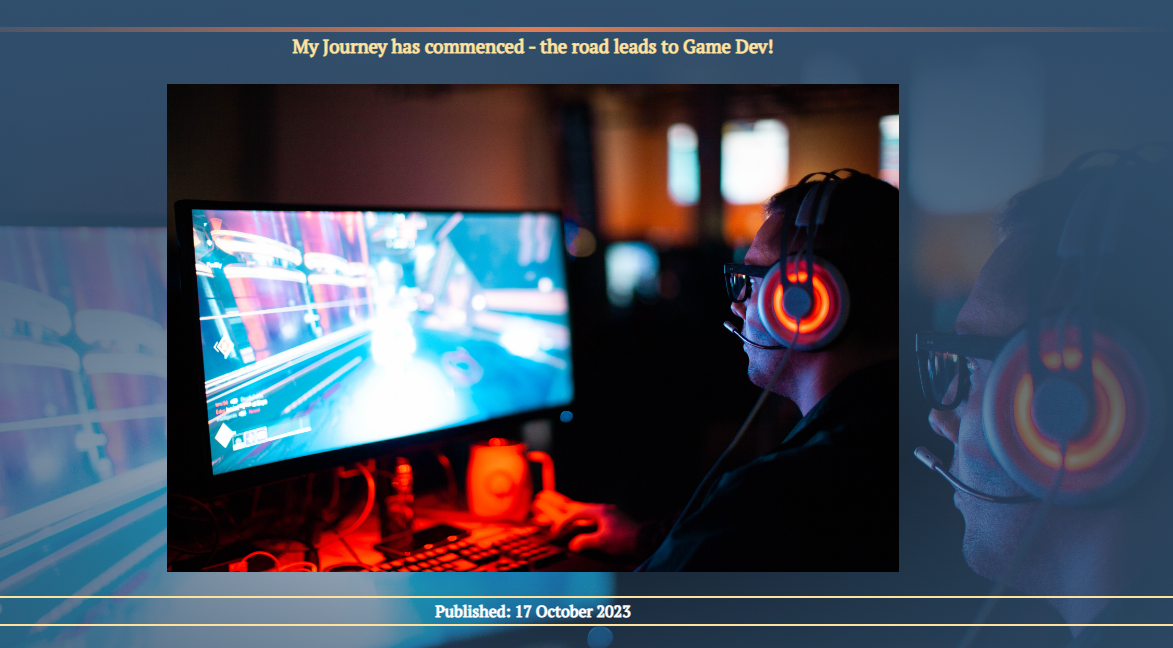 My Journey has commenced - the road leads to Game Dev!
Published: 17 October 2023